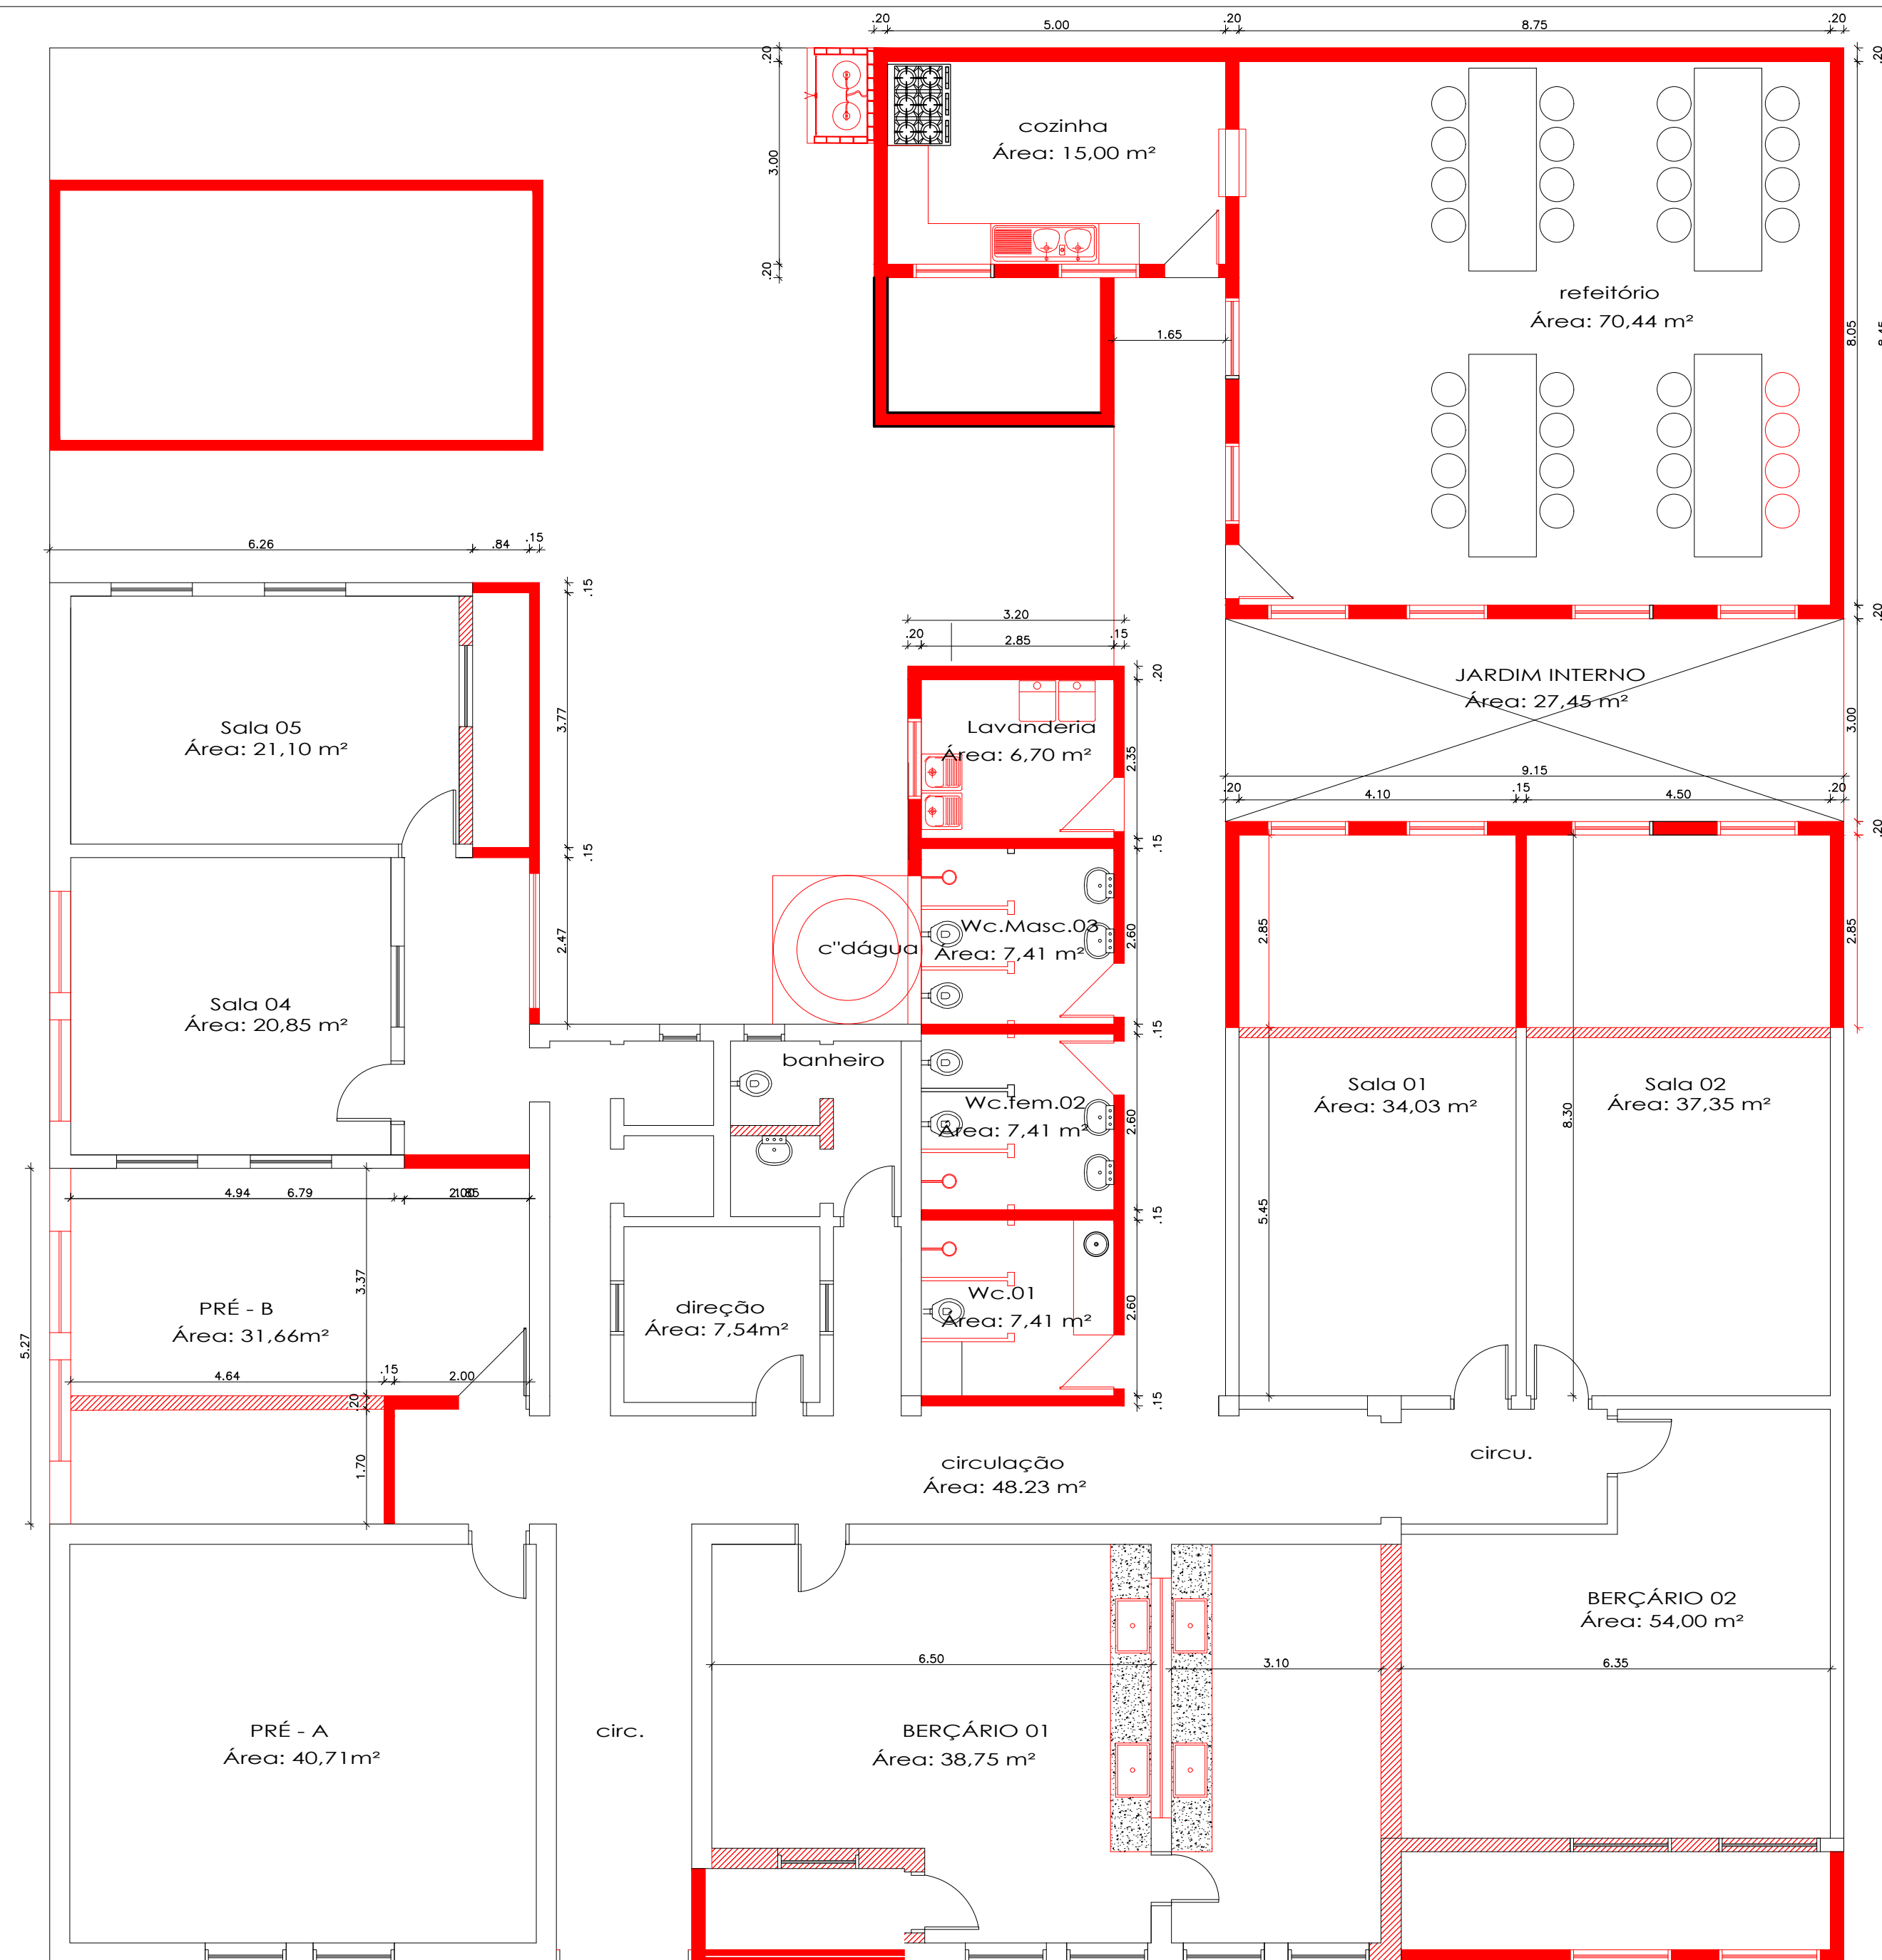 .20
5.00
.20
8.75
.20
.20
3.00
.20
cozinha
Área: 15,00 m²
refeitório
Área: 70,44 m²
.20
8.05
.20
1.65
6.26
.84
.15
.15
3.77
.15
2.47
Sala 05
Área: 21,10 m²
3.20
.20
2.85
.15
.20
Lavanderia
Área: 6,70 m²
2.35
.15
JARDIM INTERNO
Área: 27,45 m²
3.00
9.15
.20
4.10
.15
4.50
.20
.20
Sala 04
Área: 20,85 m²
c"dágua
Wc.Masc.03
Área: 7,41 m²
2.60
.15
2.85
2.85
banheiro
Wc.fem.02
Área: 7,41 m²
2.60
.15
Sala 01
Área: 34,03 m²
8.30
Sala 02
Área: 37,35 m²
4.94
6.79
5.45
PRÉ - B
Área: 31,66m²
3.37
5.27
direção
Área: 7,54m²
Wc.01
Área: 7,41 m²
2.60
.15
4.64
.15
2.00
.20
1.70
circulação
Área: 48.23 m²
circu.
BERÇÁRIO 02
Área: 54,00 m²
6.50
3.10
6.35
PRÉ - A
Área: 40,71m²
circ.
BERÇÁRIO 01
Área: 38,75 m²